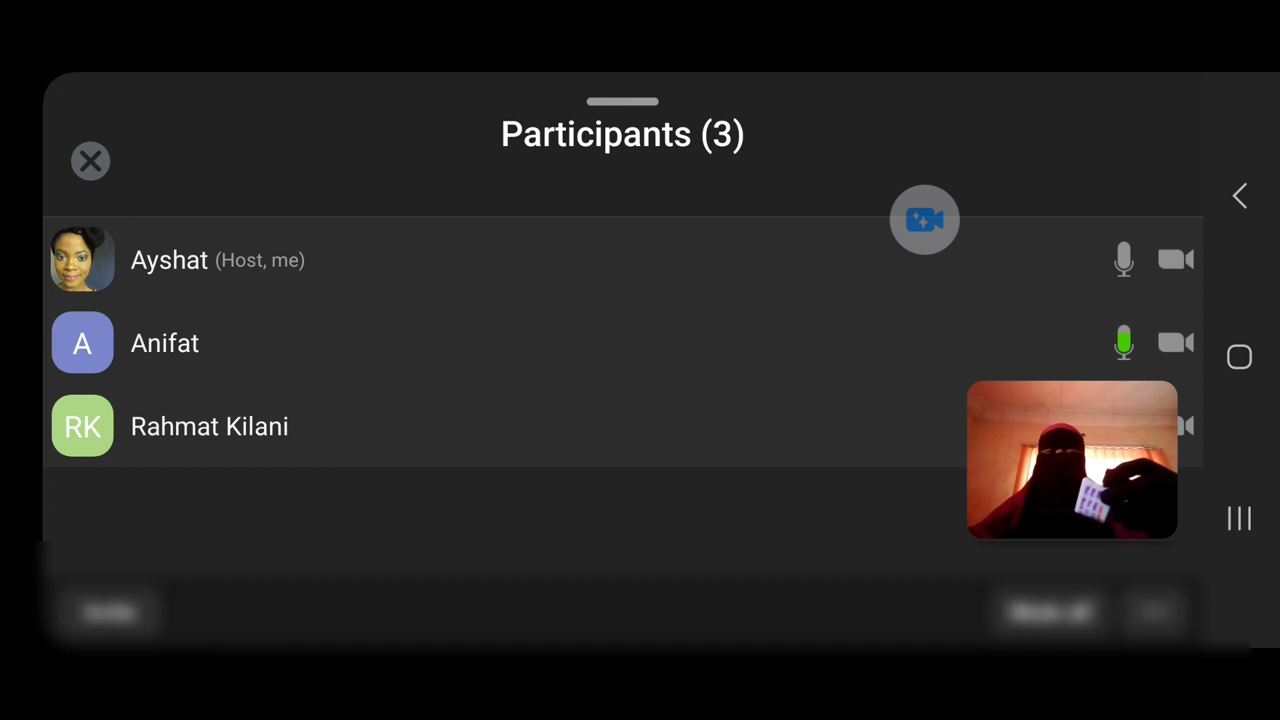 Participants (3)
Ayshat (Host, me)
A Anifat
RK Rahmat Kilani